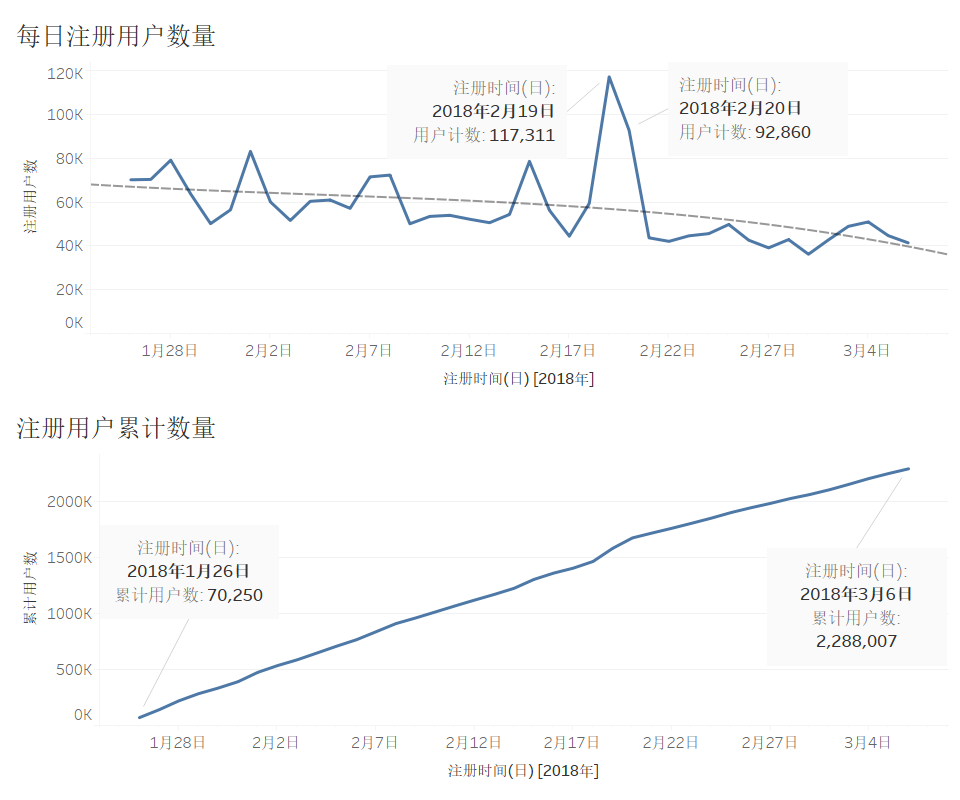 每日注册用户数量
120K
100K
80K
60K
40K
20K
0K
注册用户数
注册时间(日):
2018年2月19日
用户计数: 117,311
注册时间(日):
2018年2月20日
用户计数: 92,860
1月28日 2月2日 2月7日 2月12日 2月17日 2月22日 2月27日 3月4日
注册时间(日) [2018年]
注册用户累计数量
2000K
1500K
1000K
500K
0K
累计用户数
注册时间(日):
2018年1月26日
累计用户数: 70,250
注册时间(日):
2018年3月6日
累计用户数:
2,288,007
1月28日 2月2日 2月7日 2月12日 2月17日 2月22日 2月27日 3月4日
注册时间(日) [2018年]